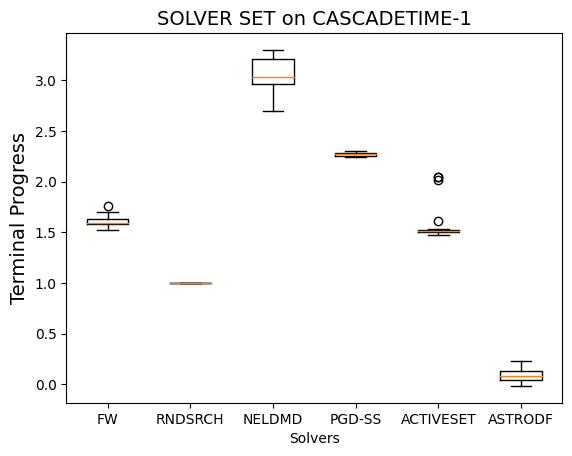 SOLVER SET on CASCADETIME-1
Terminal Progress
3.0
2.5
2.0
1.5
1.0
0.5
0.0
FW RNDSRCH NELDMD PGD-SS ACTIVESET ASTRODF
Solvers